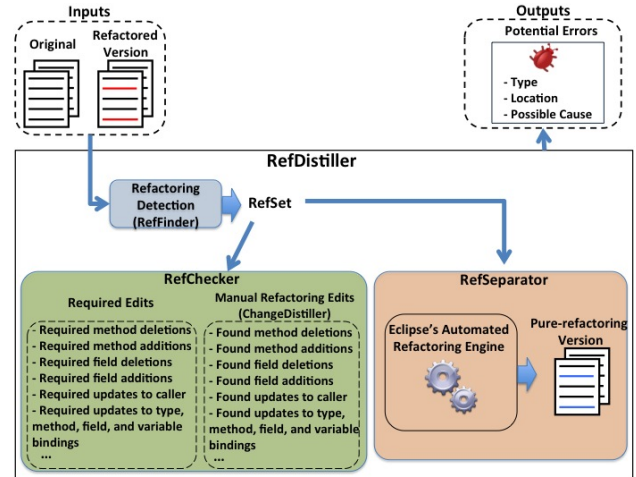 Inputs
Original
Refactored
Version
Outputs
Potential Errors
- Type
- Location
- Possible Cause
RefDistiller
Refactoring
Detection
(RefFinder)
RefSet
RefChecker
Required Edits
- Required method deletions
- Required method additions
- Required field deletions
- Required field additions
- Required updates to caller
- Required updates to type,
method, field, and variable
bindings
...
Manual Refactoring Edits
(ChangeDistiller)
- Found method deletions
- Found method additions
- Found field deletions
- Found field additions
- Found updates to caller
- Found updates to type,
method, field, and variable
bindings
...
RefSeparator
Eclipse's Automated
Refactoring Engine
Pure-refactoring
Version